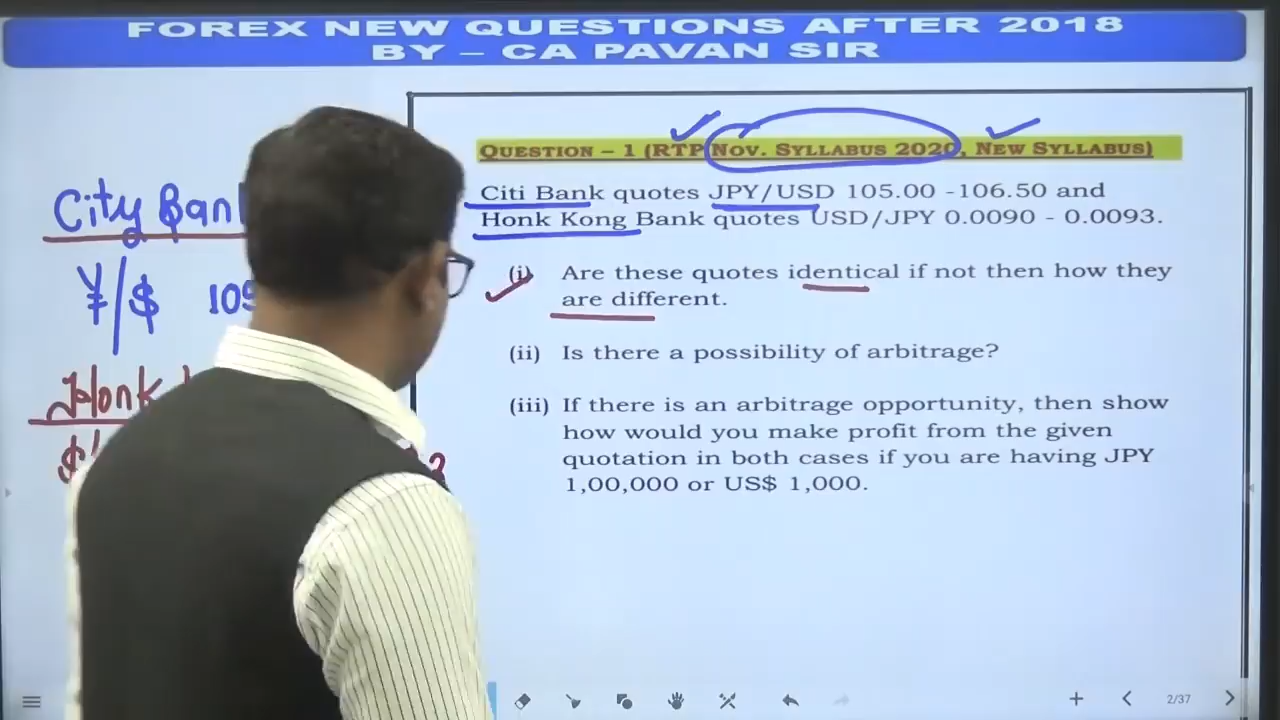 FOREX NEW QUESTIONS AFTER 2018
BY – CA PAVAN SIR
QUESTION – 1 (RTP Nov. SYLLABUS 2020, NEW SYLLABUS)
Citi Bank quotes JPY/USD 105.00 -106.50 and
Honk Kong Bank quotes USD/JPY 0.0090 - 0.0093.
(i) Are these quotes identical if not then how they
are different.
(ii) Is there a possibility of arbitrage?
(iii) If there is an arbitrage opportunity, then show
how would you make profit from the given
quotation in both cases if you are having JPY
1,00,000 or US$ 1,000.
City Ban
¥/$ 105
Honk
$/
2/37